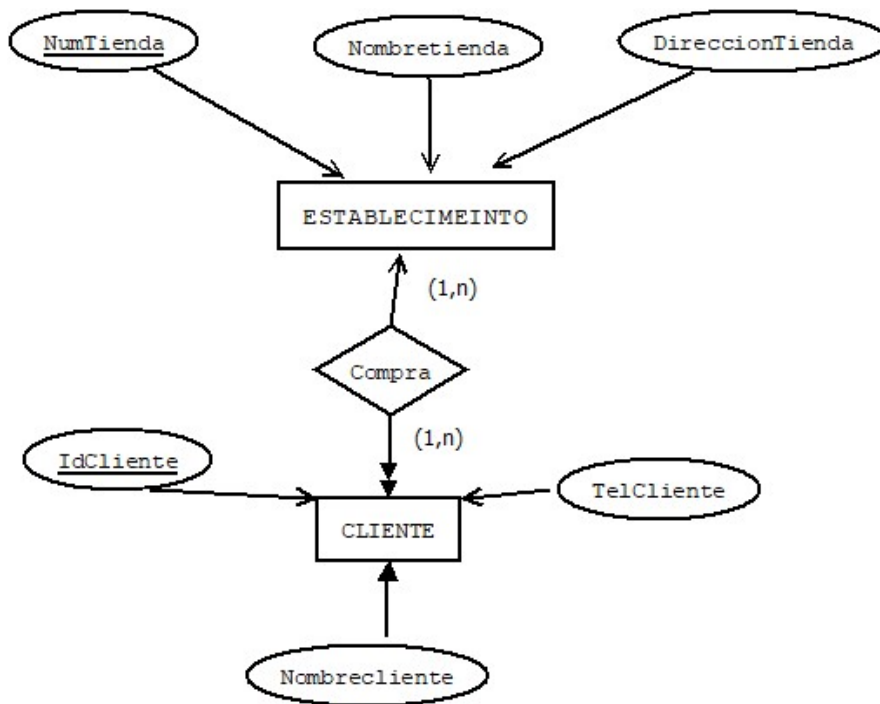 NumTienda
Nombretienda
DireccionTienda
ESTABLECIMEINTO
(1,n)
Compra
(1,n)
IdCliente
TelCliente
CLIENTE
Nombrecliente